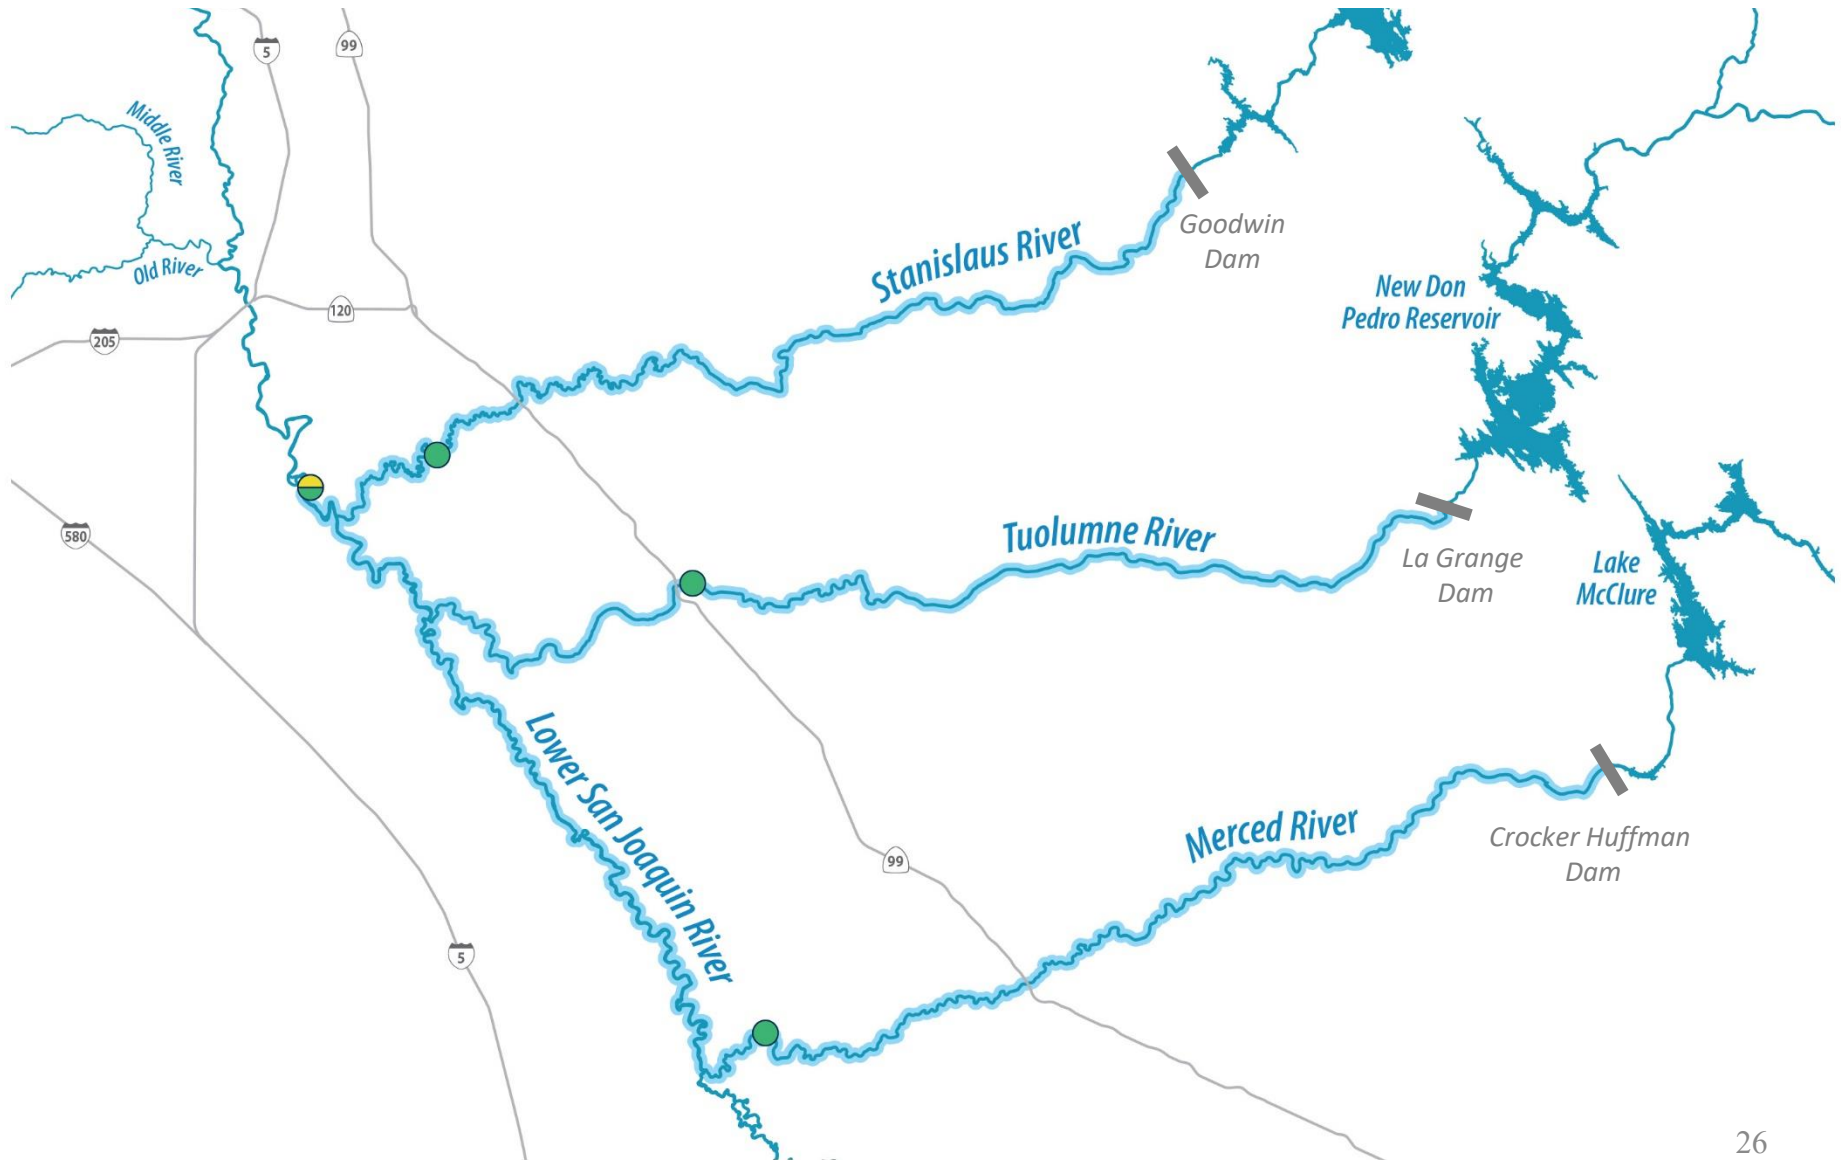 5
99
Middle River
Old River
120
205
580
Stanislaus River
Goodwin
Dam
New Don
Pedro Reservoir
Tuolumne River
La Grange
Dam
Lake
McClure
Lower San Joaquin River
Merced River
Crocker Huffman
Dam
99
5
26